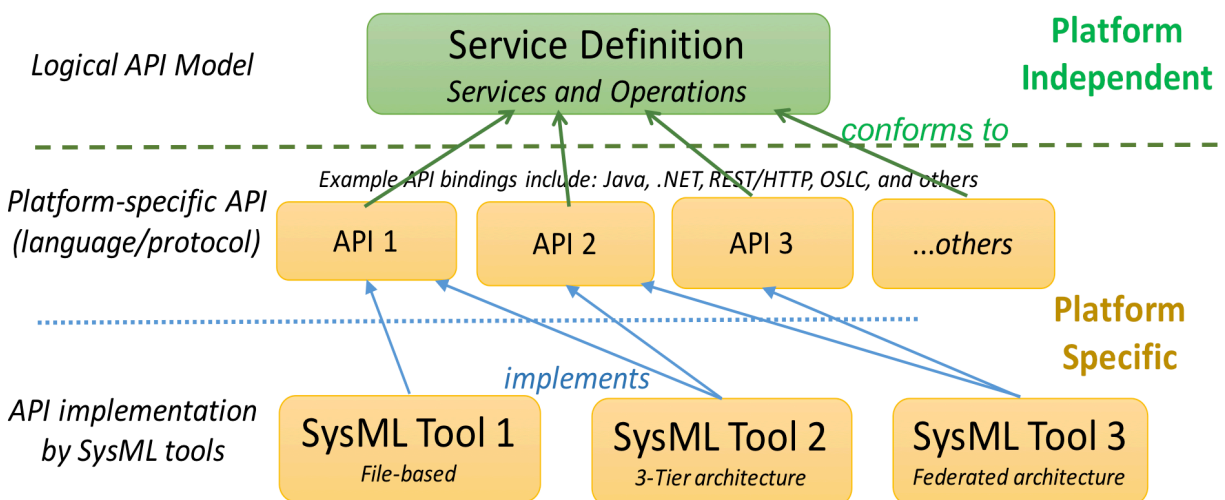 Service Definition
Services and Operations
Logical API Model
Platform
Independent
conforms to
Example API bindings include: Java, .NET, REST/HTTP, OSLC, and others
Platform-specific API
(language/protocol)
API 1
API 2
API 3
...others
Platform
Specific
implements
API implementation
by SysML tools
SysML Tool 1
File-based
SysML Tool 2
3-Tier architecture
SysML Tool 3
Federated architecture